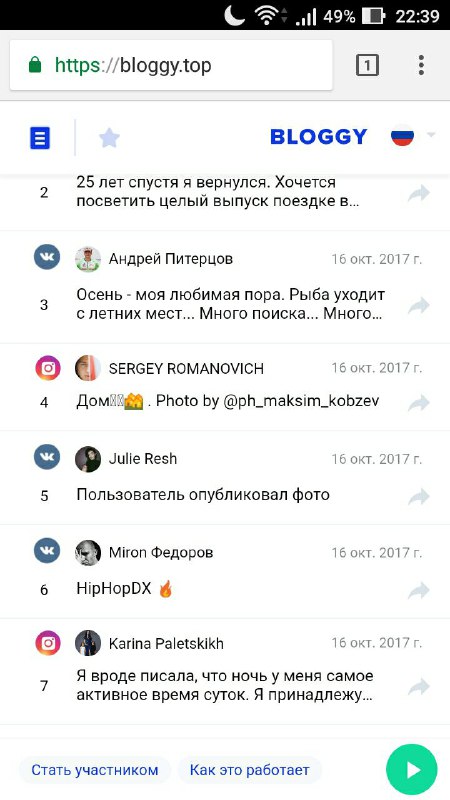 49% 22:39
https://bloggy.top 1
BLOGGY
25 лет спустя я вернулся. Хочется
2 посветить целый выпуск поездке в...
Андрей Питерцов 16 окт. 2017 г.
Осень - моя любимая пора. Рыба уходит
3 с летних мест... Много поиска... Много...
SERGEY ROMANOVICH 16 окт. 2017 г.
4 Дом . Photo by @ph_maksim_kobzev
Julie Resh 16 окт. 2017 г.
5 Пользователь опубликовал фото
Miron Федоров 16 окт. 2017 г.
6 HipHopDX 🔥
Karina Paletskikh 16 окт. 2017 г.
Я вроде писала, что ночь у меня самое
7 активное время суток. Я принадлежу...
Стать участником Как это работает